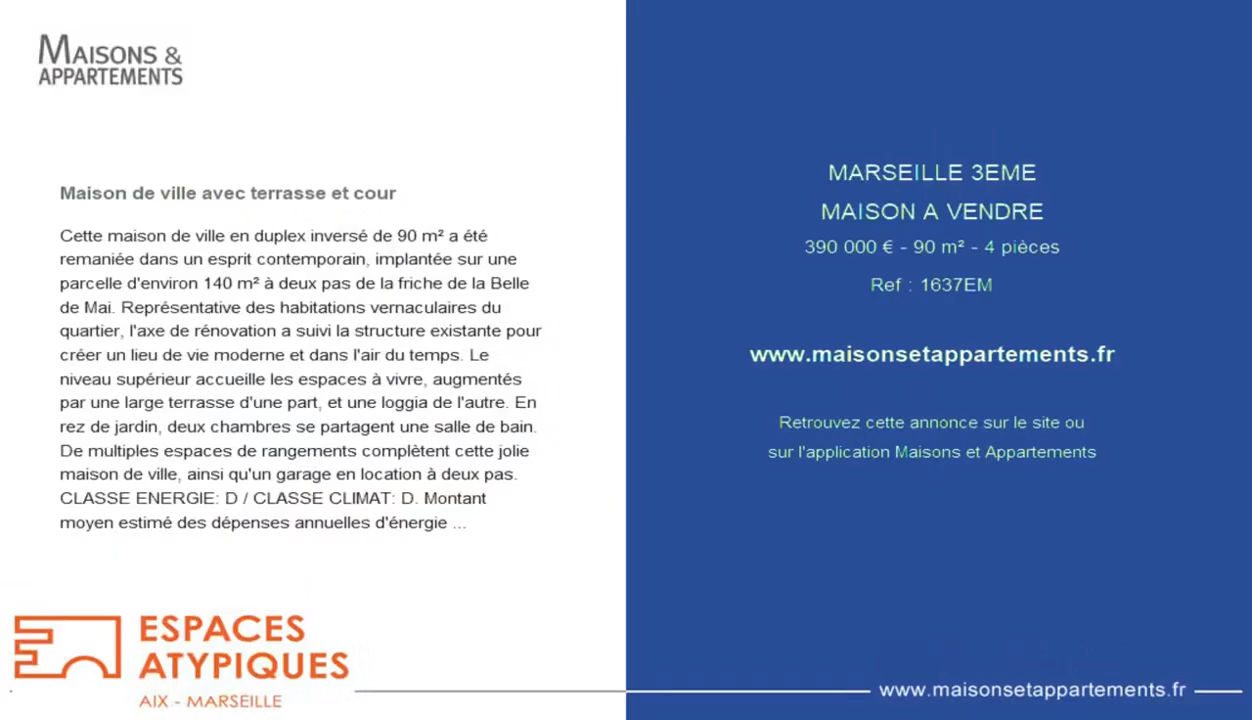 MAISONS &
APPARTEMENTS
Maison de ville avec terrasse et cour
Cette maison de ville en duplex inversé de 90 m² a été
remaniée dans un esprit contemporain, implantée sur une
parcelle d'environ 140 m² à deux pas de la friche de la Belle
de Mai. Représentative des habitations vernaculaires du
quartier, l'axe de rénovation a suivi la structure existante pour
créer un lieu de vie moderne et dans l'air du temps. Le
niveau supérieur accueille les espaces à vivre, augmentés
par une large terrasse d'une part, et une loggia de l'autre. En
rez de jardin, deux chambres se partagent une salle de bain.
De multiples espaces de rangements complètent cette jolie
maison de ville, ainsi qu'un garage en location à deux pas.
CLASSE ENERGIE: D / CLASSE CLIMAT: D. Montant
moyen estimé des dépenses annuelles d'énergie ...
ESPACES
ATYPIQUES
AIX - MARSEILLE
MARSEILLE 3EME
MAISON A VENDRE
390 000 € - 90 m² - 4 pièces
Ref : 1637EM
www.maisonsetappartements.fr
Retrouvez cette annonce sur le site ou
sur l'application Maisons et Appartements
www.maisonsetappartements.fr